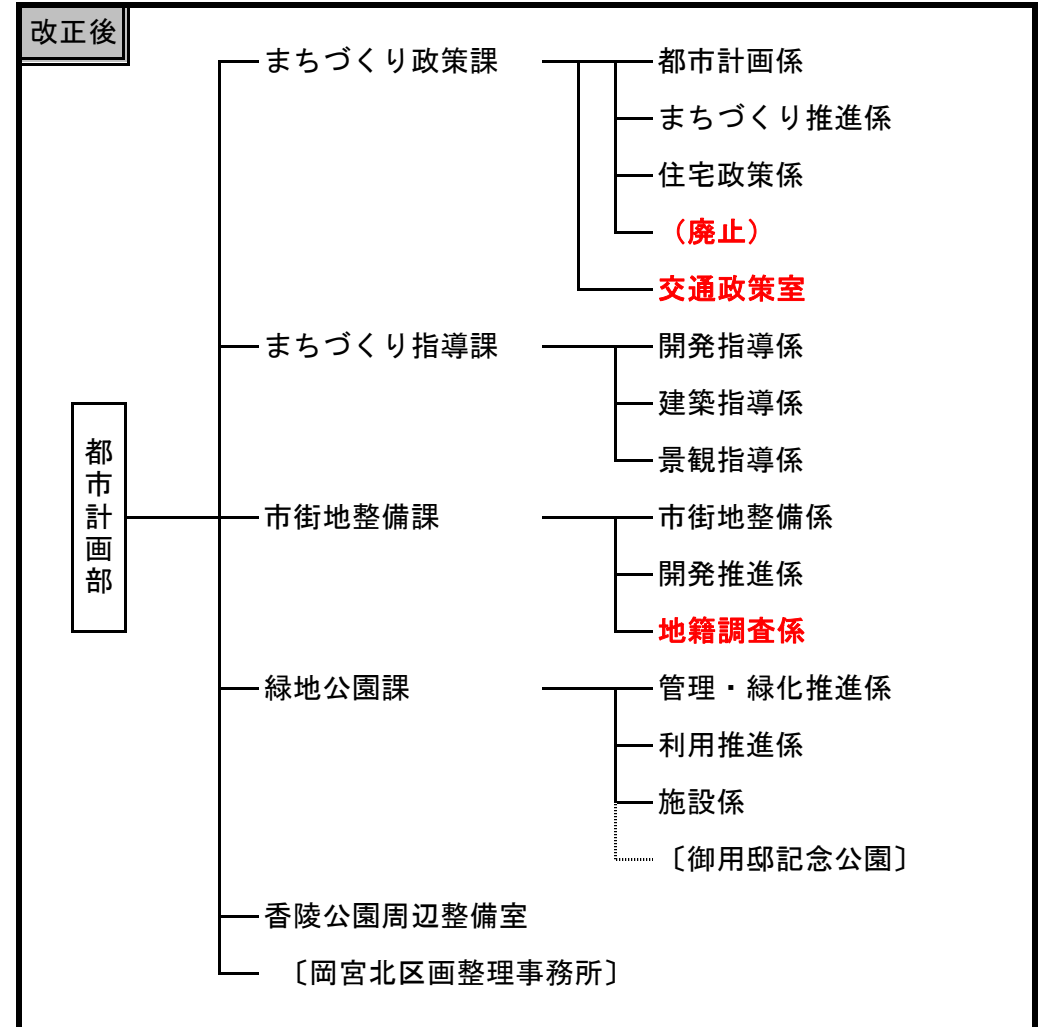 改正後
まちづくり政策課
都市計画係
まちづくり推進係
住宅政策係
（廃止）
交通政策室
まちづくり指導課
開発指導係
建築指導係
景観指導係
都市計画部
市街地整備課
市街地整備係
開発推進係
地籍調査係
緑地公園課
管理・緑化推進係
利用推進係
施設係
〔御用邸記念公園〕
香陵公園周辺整備室
〔岡宮北区画整理事務所〕